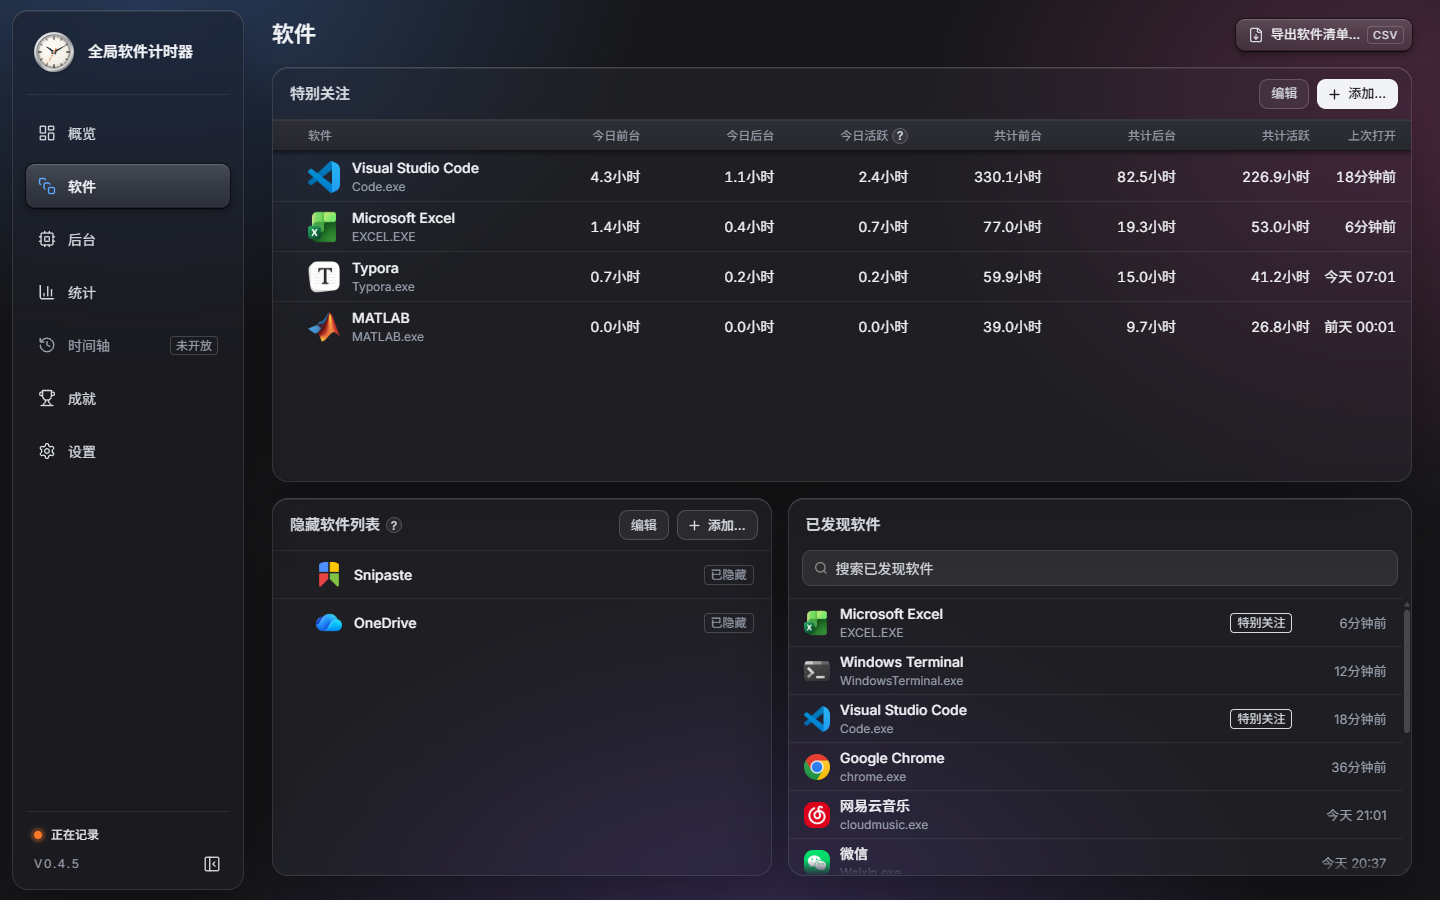 全局软件计时器
概览
软件
后台
统计
时间轴 未开放
成就
设置
正在记录
V0.4.5
软件
导出软件清单... CSV
特别关注
编辑
添加...
软件 今日前台 今日后台 今日活跃 ? 共计前台 共计后台 共计活跃 上次打开
Visual Studio Code
Code.exe
4.3小时 1.1小时 2.4小时 330.1小时 82.5小时 226.9小时 18分钟前
Microsoft Excel
EXCEL.EXE
1.4小时 0.4小时 0.7小时 77.0小时 19.3小时 53.0小时 6分钟前
Typora
Typora.exe
0.7小时 0.2小时 0.2小时 59.9小时 15.0小时 41.2小时 今天 07:01
MATLAB
MATLAB.exe
0.0小时 0.0小时 0.0小时 39.0小时 9.7小时 26.8小时 前天 00:01
隐藏软件列表 ?
编辑
添加...
Snipaste 已隐藏
OneDrive 已隐藏
已发现软件
搜索已发现软件
Microsoft Excel
EXCEL.EXE
特别关注 6分钟前
Windows Terminal
WindowsTerminal.exe
12分钟前
Visual Studio Code
Code.exe
特别关注 18分钟前
Google Chrome
chrome.exe
36分钟前
网易云音乐
cloudmusic.exe
今天 21:01
微信
Weixin.exe
今天 20:37